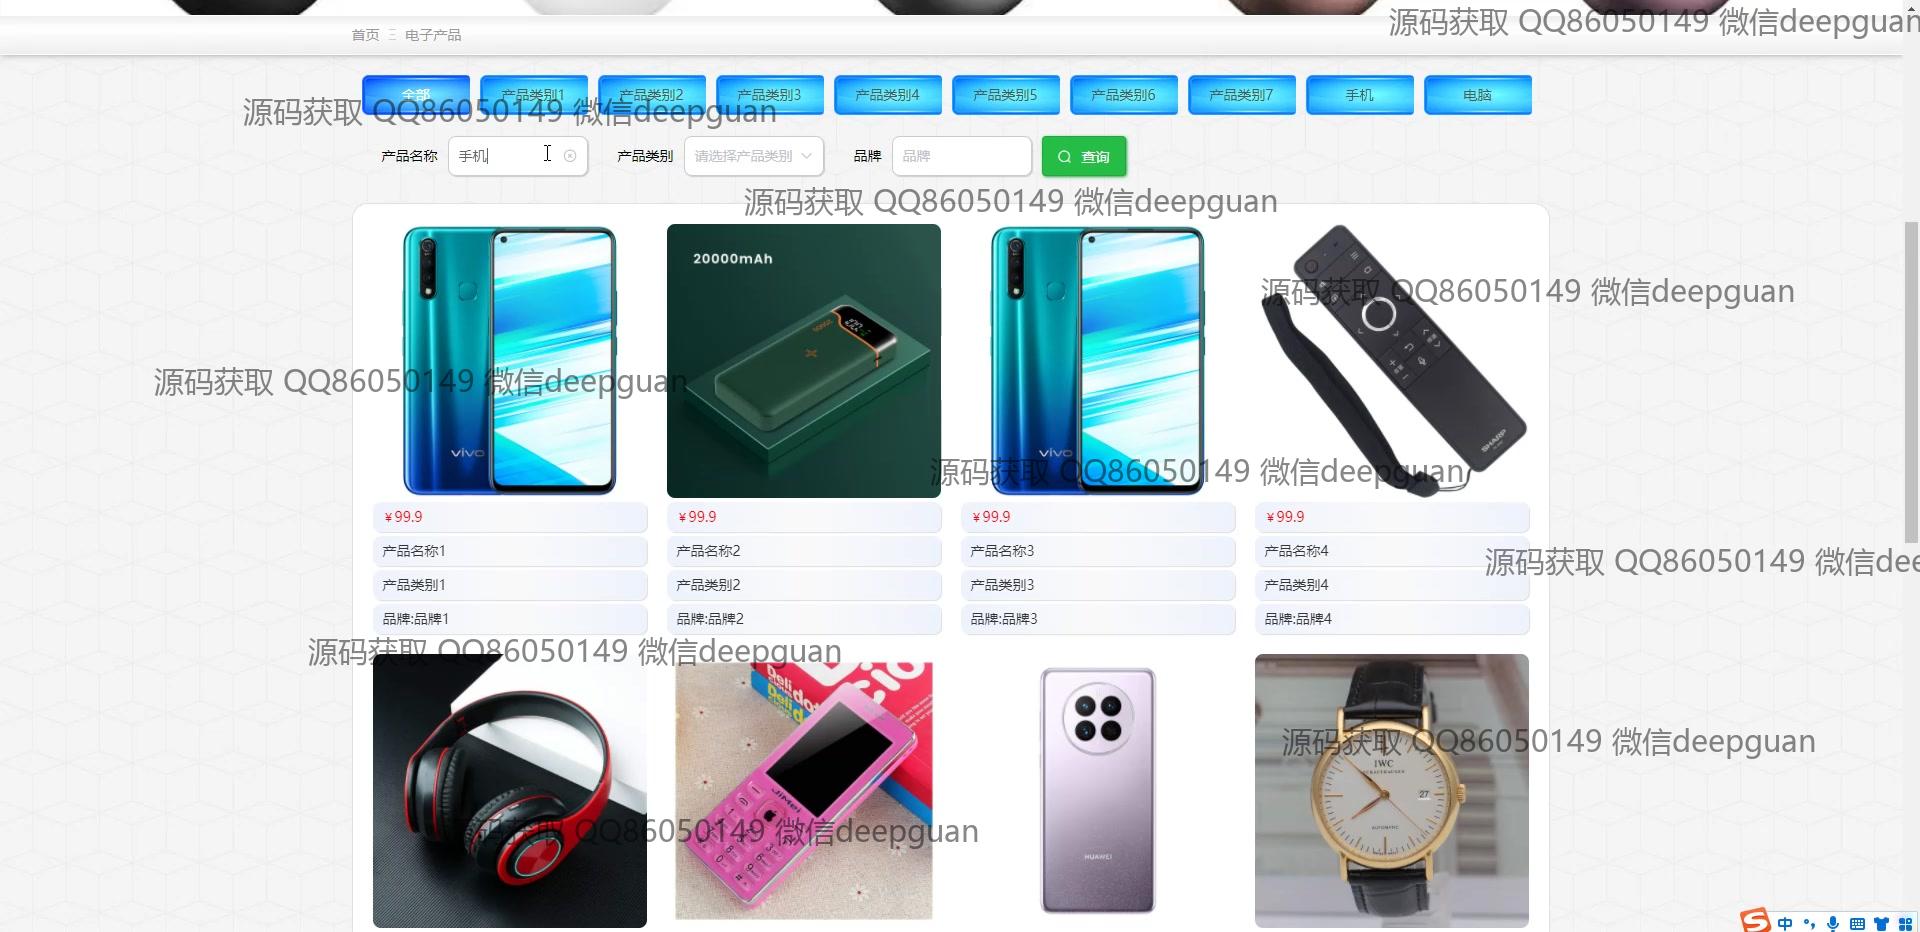 源码获取 QQ86050149 微信deepguan
首页 电子产品
全部 产品类别1 产品类别2 产品类别3 产品类别4 产品类别5 产品类别6 产品类别7 手机 电脑
源码获取 QQ86050149 微信deepguan
产品名称 手机 产品类别 请选择产品类别 品牌 品牌 查询
源码获取 QQ86050149 微信deepguan
20000mAh
源码获取 QQ86050149 微信deepguan
源码获取 QQ86050149 微信deepguan
vivo
vivo
SHARP
源码获取 QQ86050149 微信deepguan
¥99.9 ¥99.9 ¥99.9 ¥99.9
产品名称1 产品名称2 产品名称3 产品名称4
源码获取 QQ86050149 微信dee
产品类别1 产品类别2 产品类别3 产品类别4
品牌:品牌1 品牌:品牌2 品牌:品牌3 品牌:品牌4
源码获取 QQ86050149 微信deepguan
Deli do
Deli d
源码获取 QQ86050149 微信deepguan
IWC
27
AUTOMATIC
JiMei
源码获取 QQ86050149 微信deepguan
HUAWEI
中